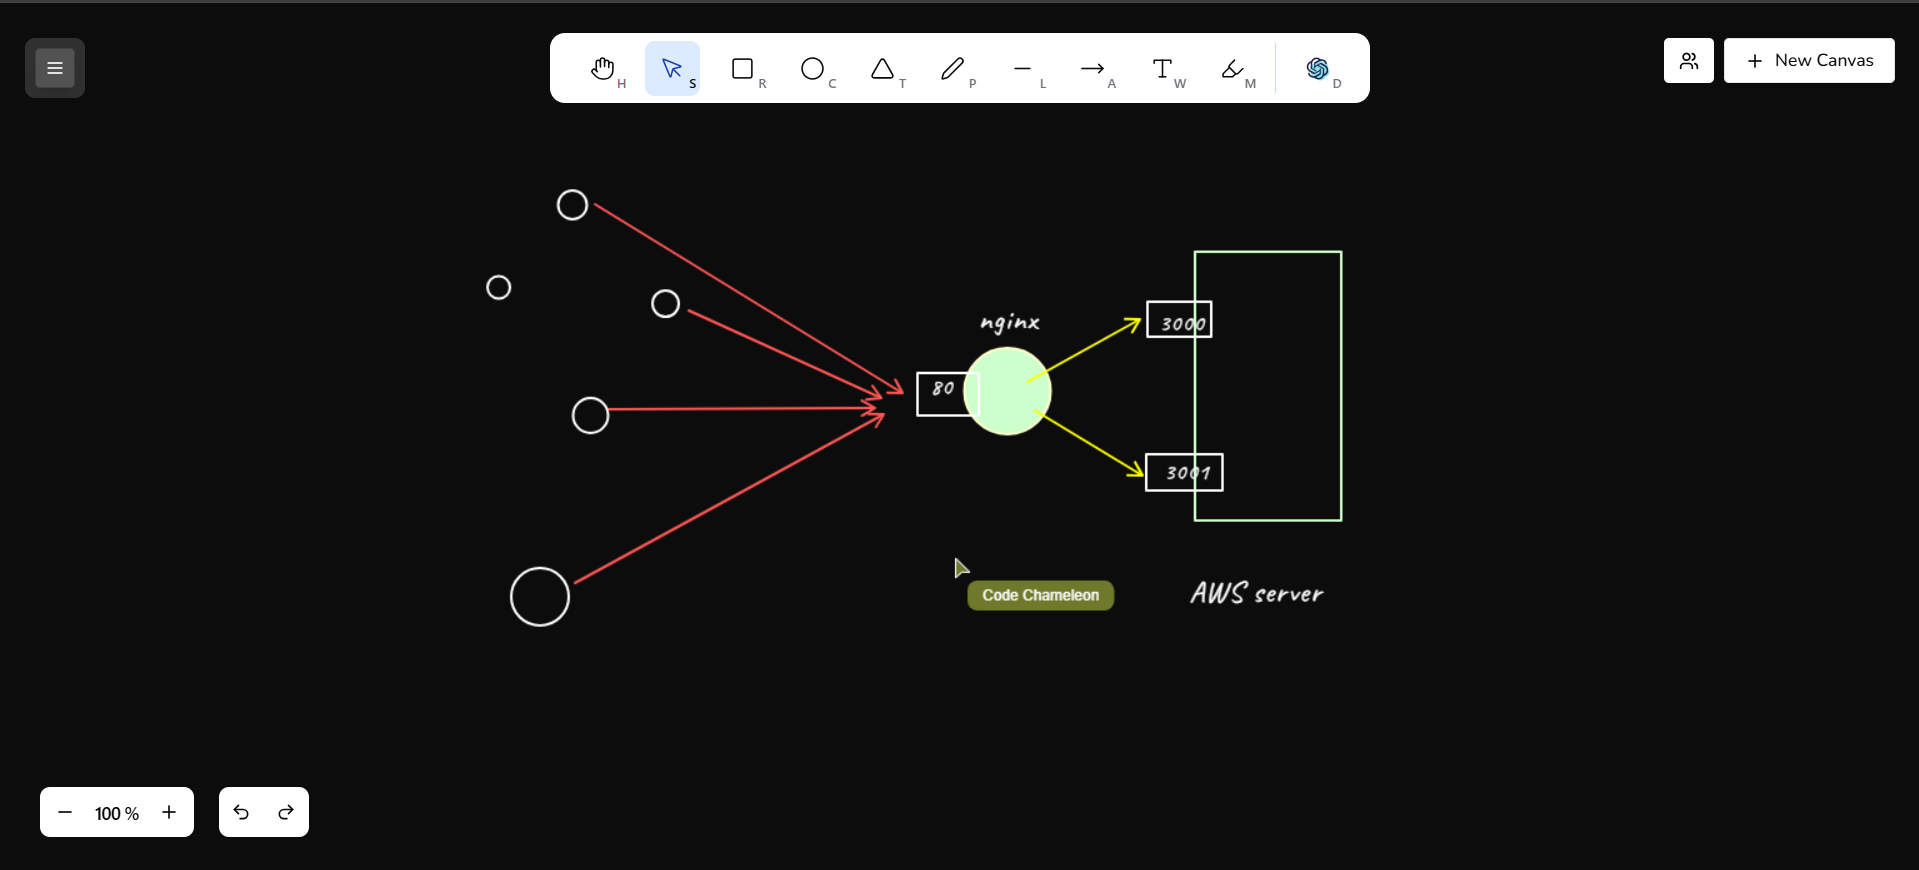 H
S
R
C
T
P
L
A
W
M
D
New Canvas
nginx
3000
80
3001
Code Chameleon
AWS server
100 %